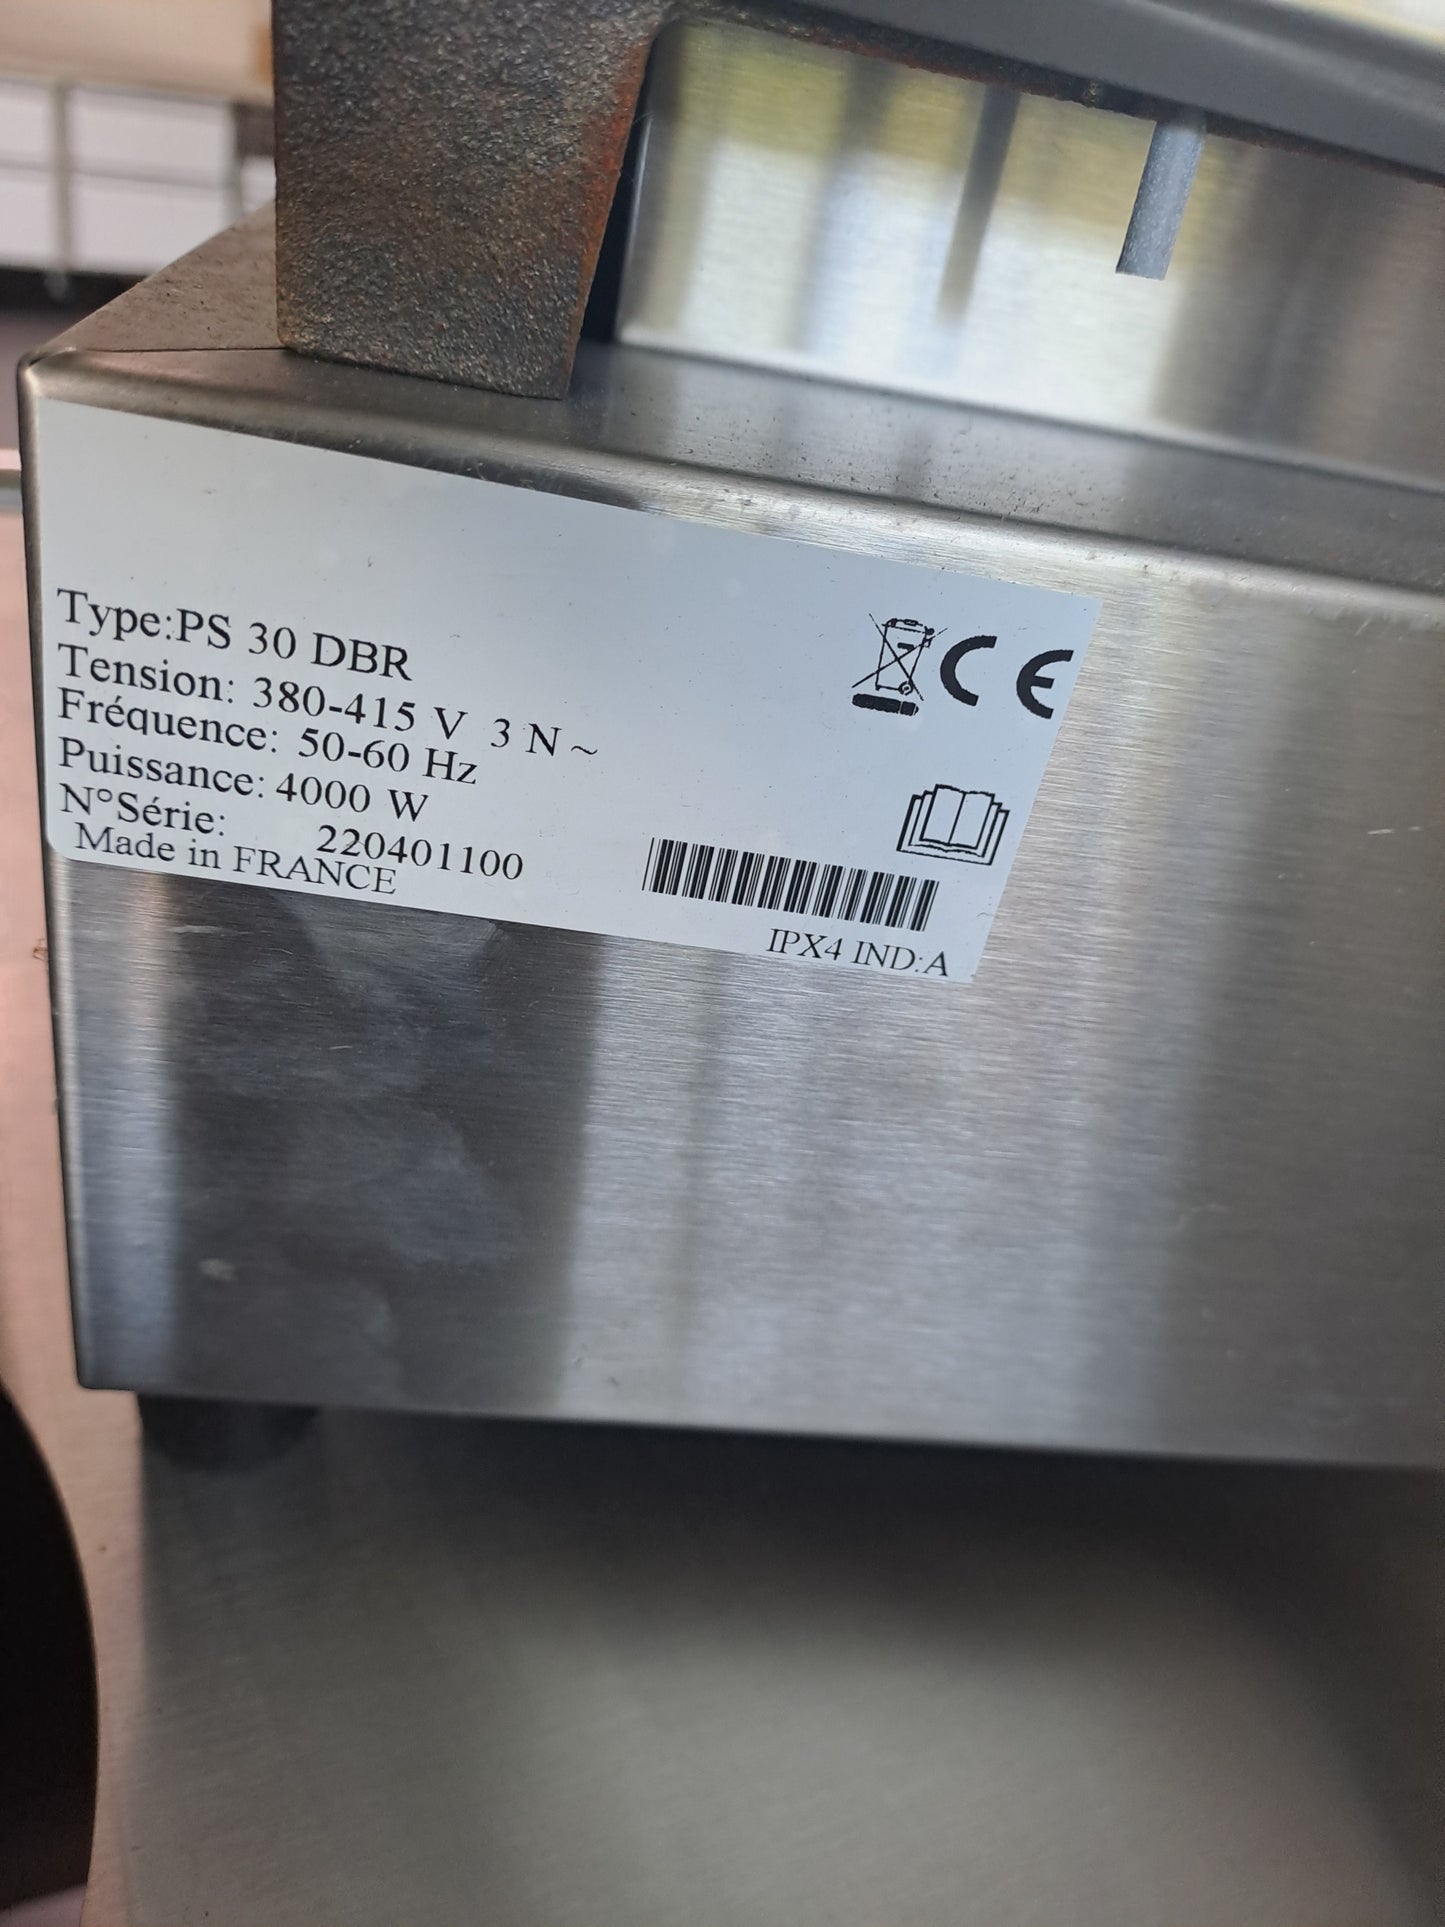 Type:PS 30 DBR
Tension: 380-415 V 3 N ~
Fréquence: 50-60 Hz
Puissance: 4000 W
N°Série: 220401100
Made in FRANCE
CE
IPX4 IND:A